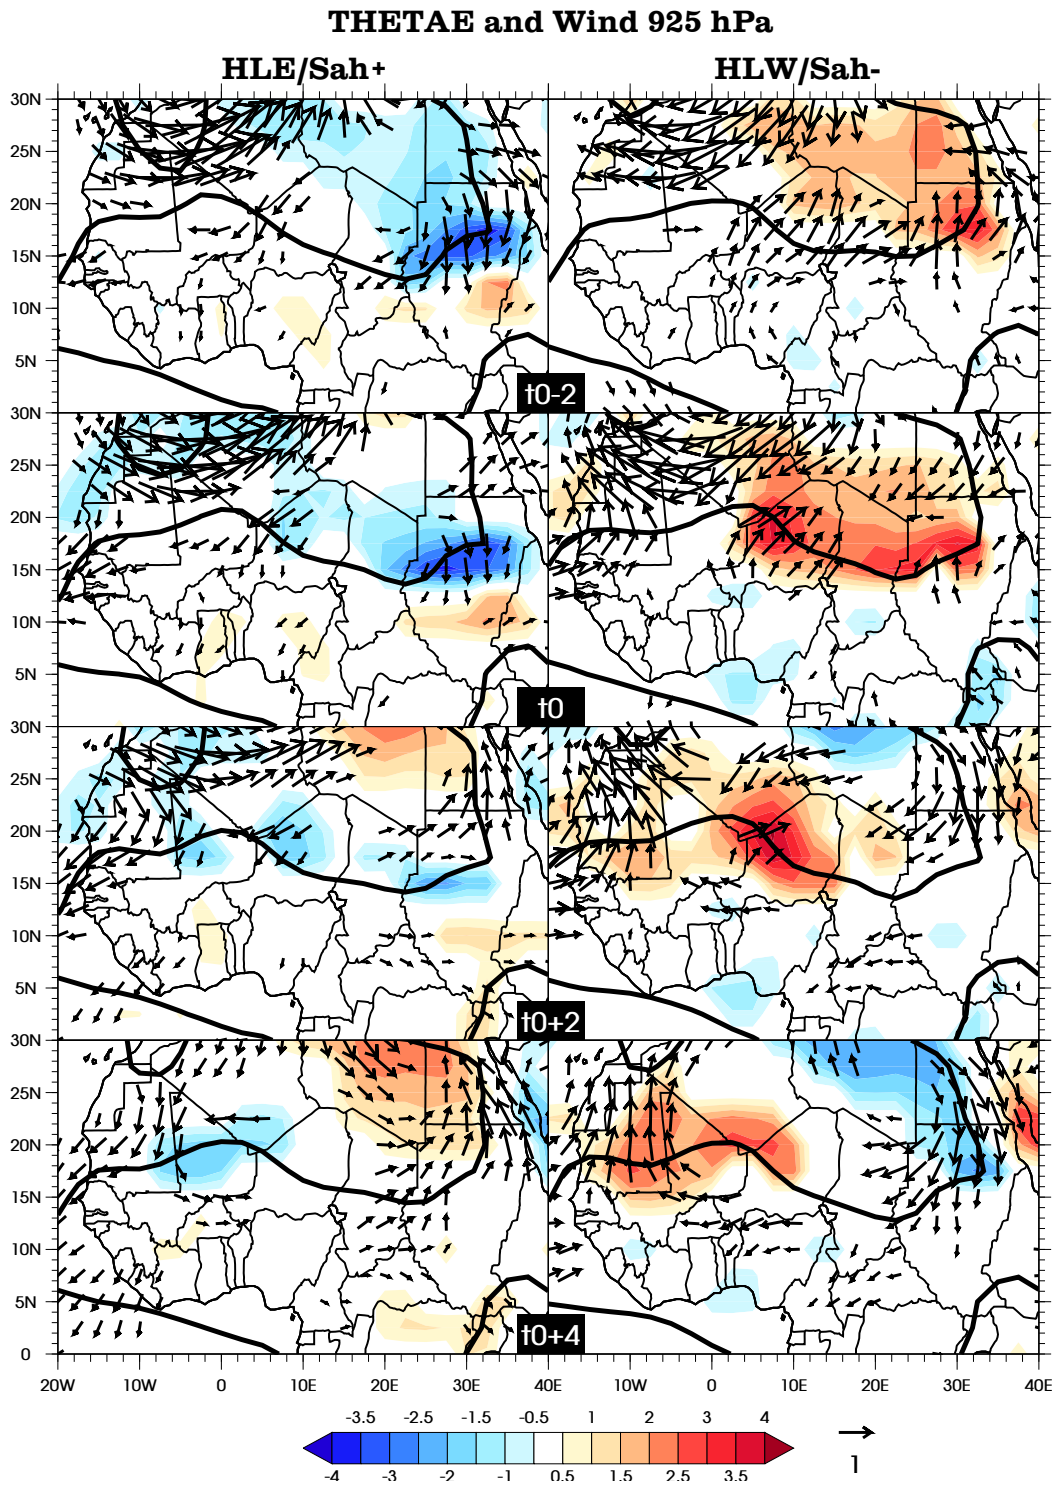 THETAE and Wind 925 hPa
HLE/Sah+ HLW/Sah-
30N
25N
20N
15N
10N
5N
t0-2
30N
25N
20N
15N
10N
5N
t0
30N
25N
20N
15N
10N
5N
t0+2
30N
25N
20N
15N
10N
5N
0
t0+4
20W 10W 0 10E 20E 30E 40E 10W 0 10E 20E 30E 40E
-3.5 -2.5 -1.5 -0.5 1 2 3 4
-4 -3 -2 -1 0.5 1.5 2.5 3.5
1